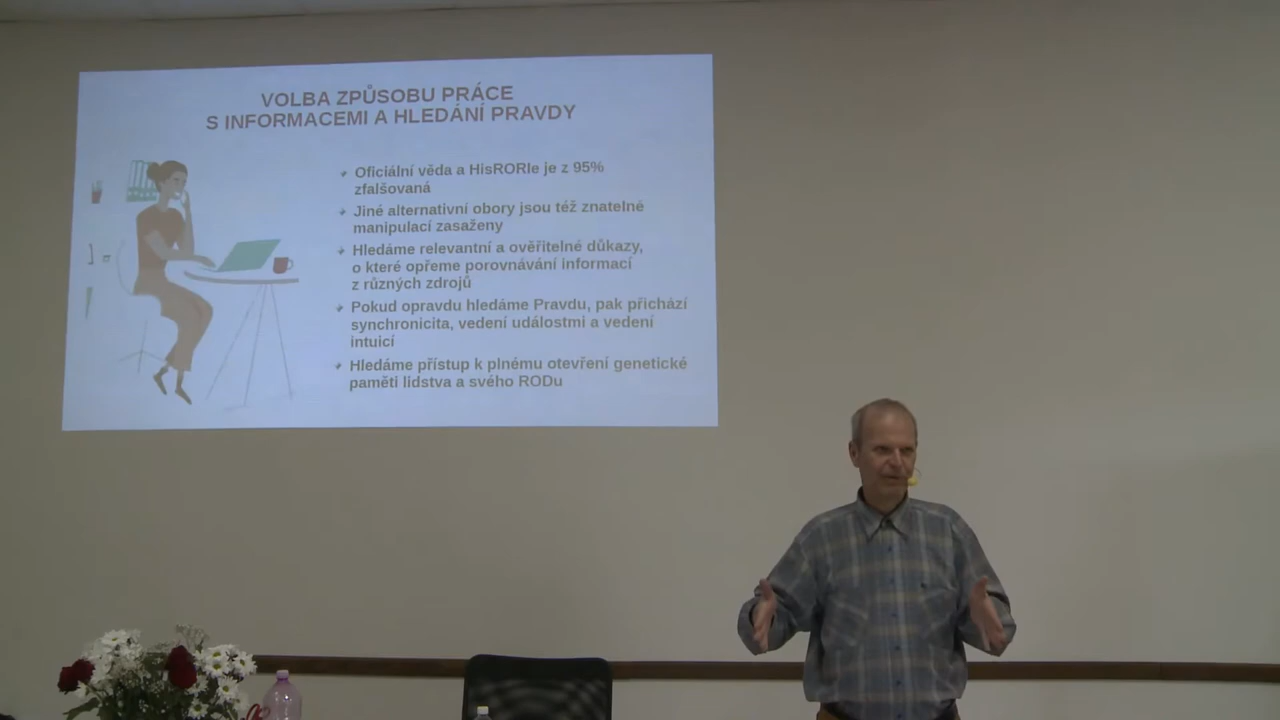 VOLBA ZPŮSOBU PRÁCE
S INFORMACEMI A HLEDÁNÍ PRAVDY
Oficiální věda a HisRORIe je z 95%
zfalšovaná
Jiné alternativní obory jsou též znatelně
manipulací zasaženy
Hledáme relevantní a ověřitelné důkazy,
o které opřeme porovnávání informací
z různých zdrojů
Pokud opravdu hledáme Pravdu, pak přichází
synchronicita, vedení událostmi a vedení
intuicí
Hledáme přístup k plnému otevření genetické
paměti lidstva a svého RODu